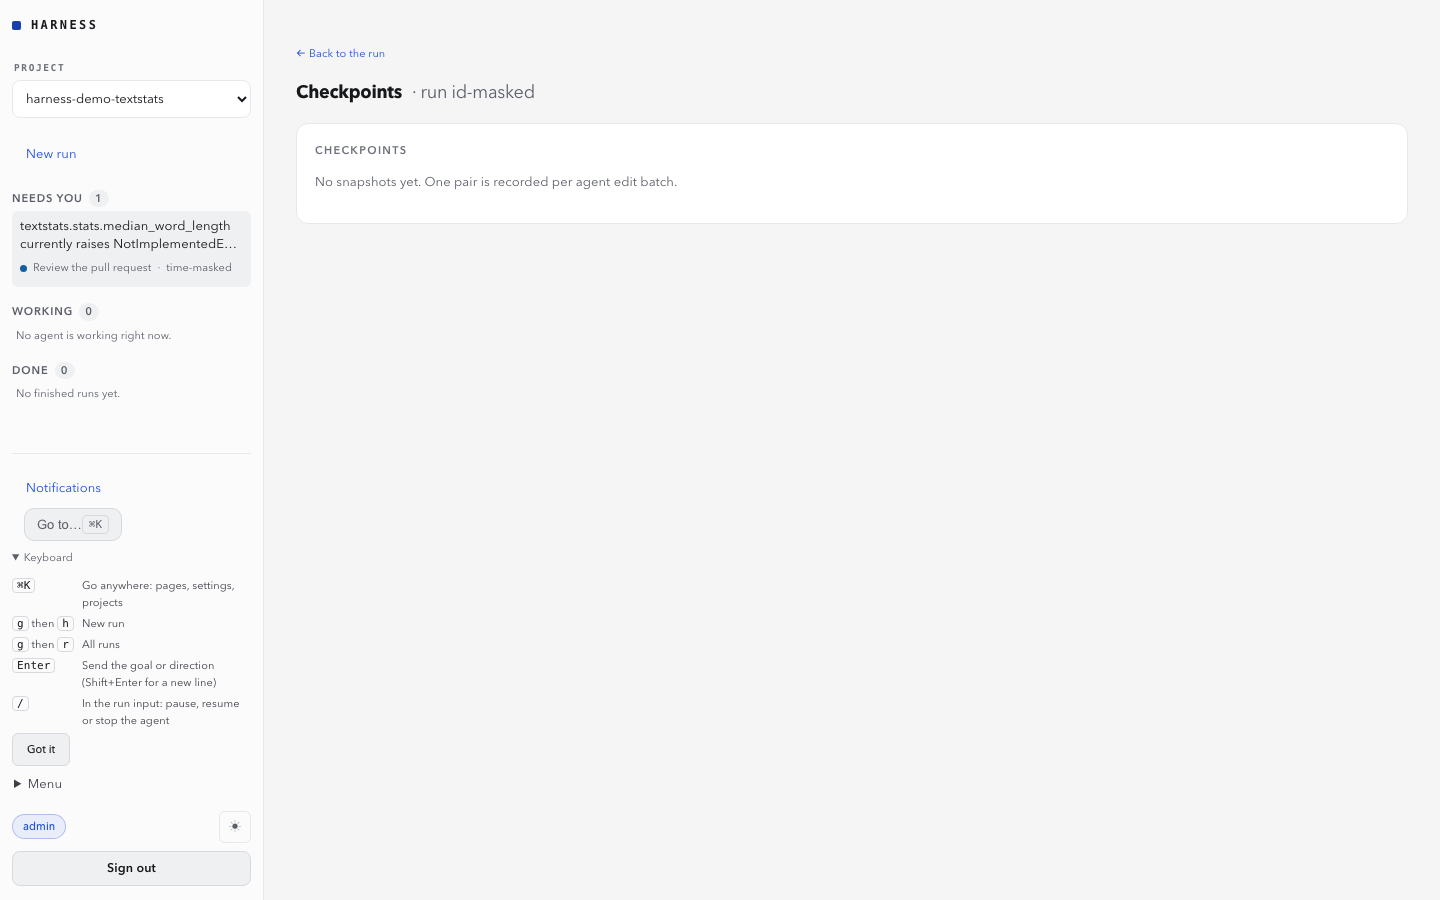 HARNESS
PROJECT
harness-demo-textstats
New run
NEEDS YOU 1
textstats.stats.median_word_length
currently raises NotImplementedE…
Review the pull request · time-masked
WORKING 0
No agent is working right now.
DONE 0
No finished runs yet.
Notifications
Go to… ⌘K
▼ Keyboard
⌘K Go anywhere: pages, settings,
projects
g then h New run
g then r All runs
Enter Send the goal or direction
(Shift+Enter for a new line)
/ In the run input: pause, resume
or stop the agent
Got it
▶ Menu
admin
Sign out
← Back to the run
Checkpoints · run id-masked
CHECKPOINTS
No snapshots yet. One pair is recorded per agent edit batch.